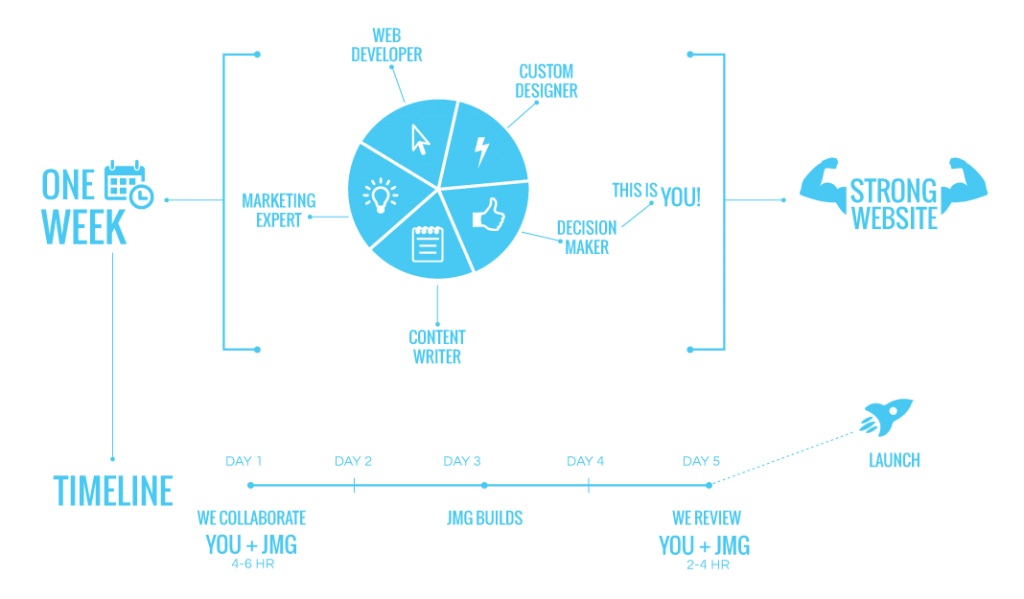 WEB
DEVELOPER
CUSTOM
DESIGNER
ONE
WEEK
MARKETING
EXPERT
THIS IS YOU!
DECISION
MAKER
STRONG
WEBSITE
CONTENT
WRITER
TIMELINE
DAY 1
DAY 2
DAY 3
DAY 4
DAY 5
LAUNCH
WE COLLABORATE
YOU + JMG
4-6 HR
JMG BUILDS
WE REVIEW
YOU + JMG
2-4 HR